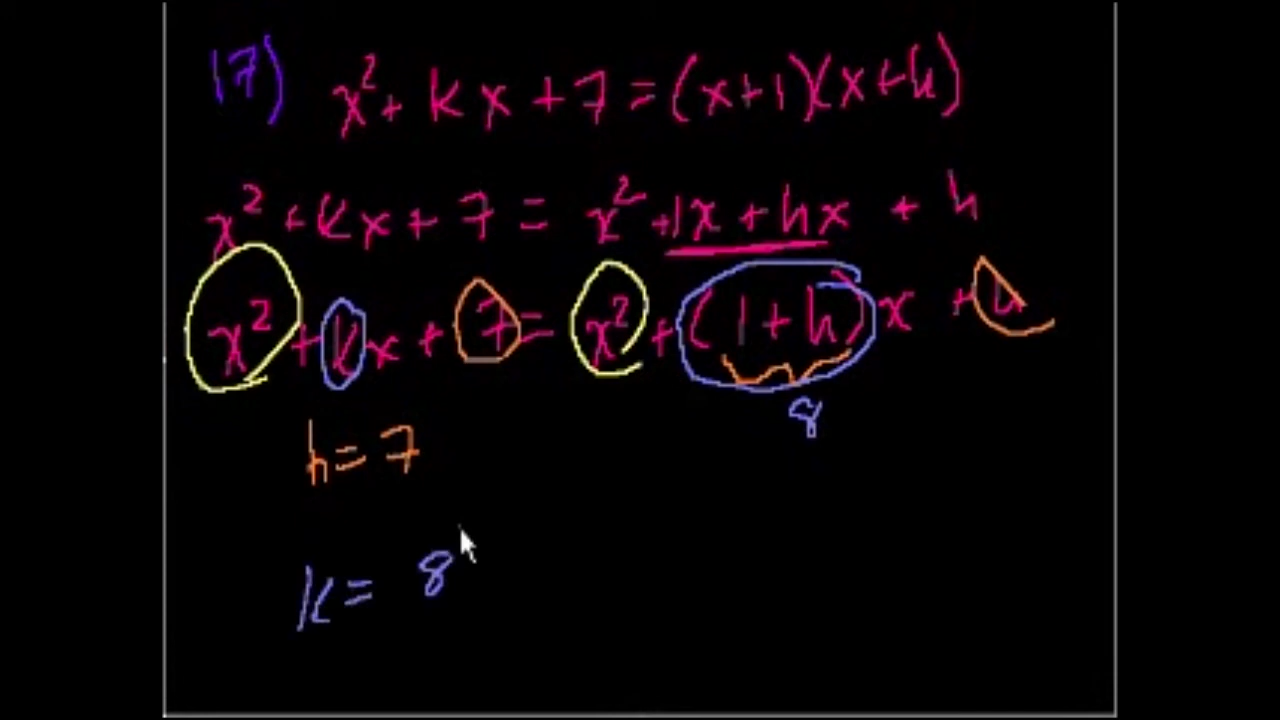 17) x² + kx + 7 = (x+1)(x+h)
x² + kx + 7 = x² + 1x + hx + h
x² + kx + 7 = x² + (1+h)x + h
8
h = 7
k = 8